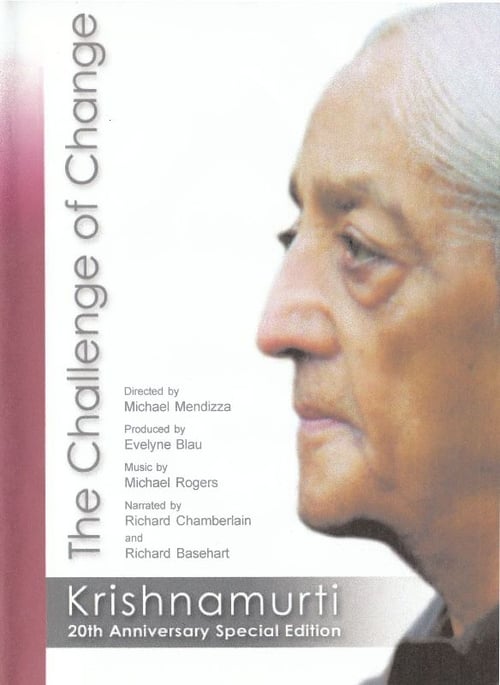 The Challenge of Change
Directed by
Michael Mendizza
Produced by
Evelyne Blau
Music by
Michael Rogers
Narrated by
Richard Chamberlain
and
Richard Basehart
Krishnamurti
20th Anniversary Special Edition